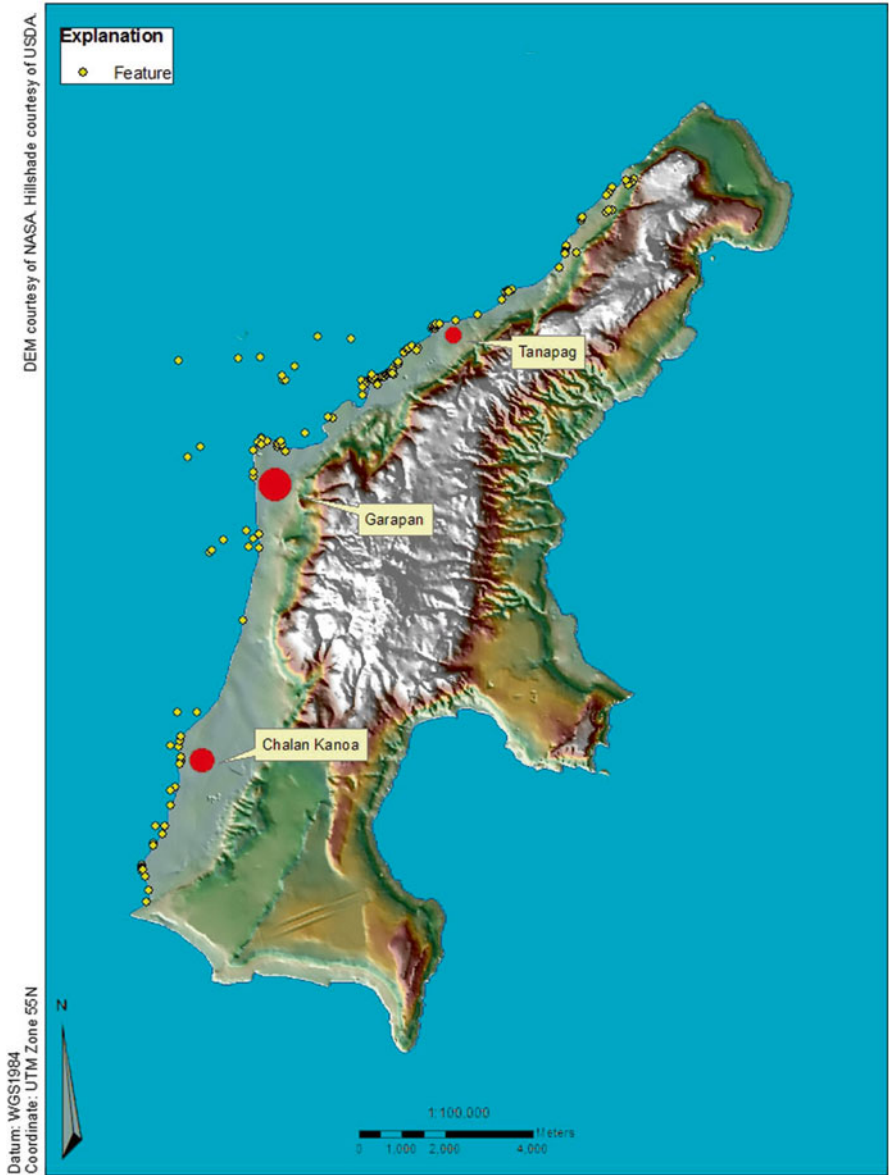 DEM courtesy of NASA. Hillshade courtesy of USDA.
Explanation
Feature
Tanapag
Garapan
Chalan Kanoa
N
Datum: WGS1984
Coordinate: UTM Zone 55N
1:100,000
Meters
0 1,000 2,000 4,000